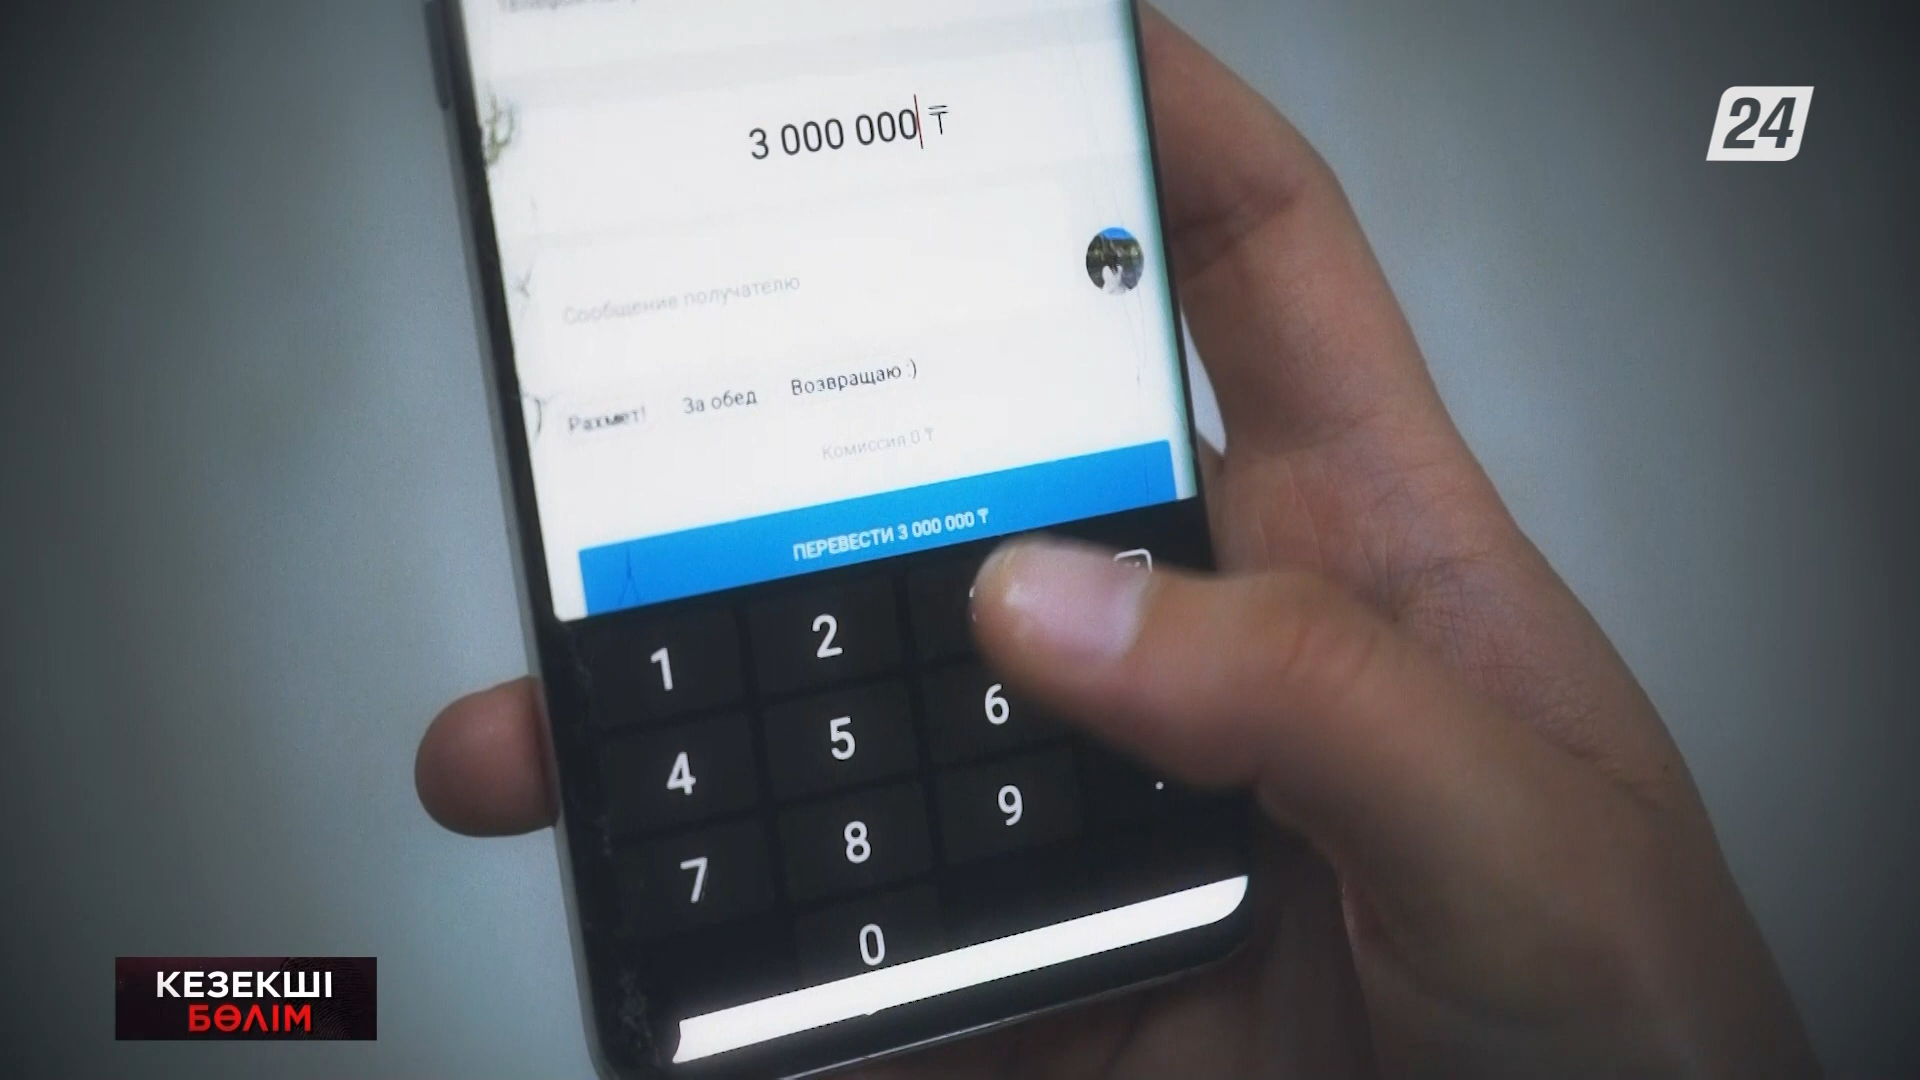 24
3 000 000 ₸
Сообщение получателю
Рахмет! За обед Возвращаю :)
Комиссия 0 ₸
ПЕРЕВЕСТИ 3 000 000 ₸
1 2
4 5 6
7 8 9
0
КЕЗЕКШІ
БӨЛІМ